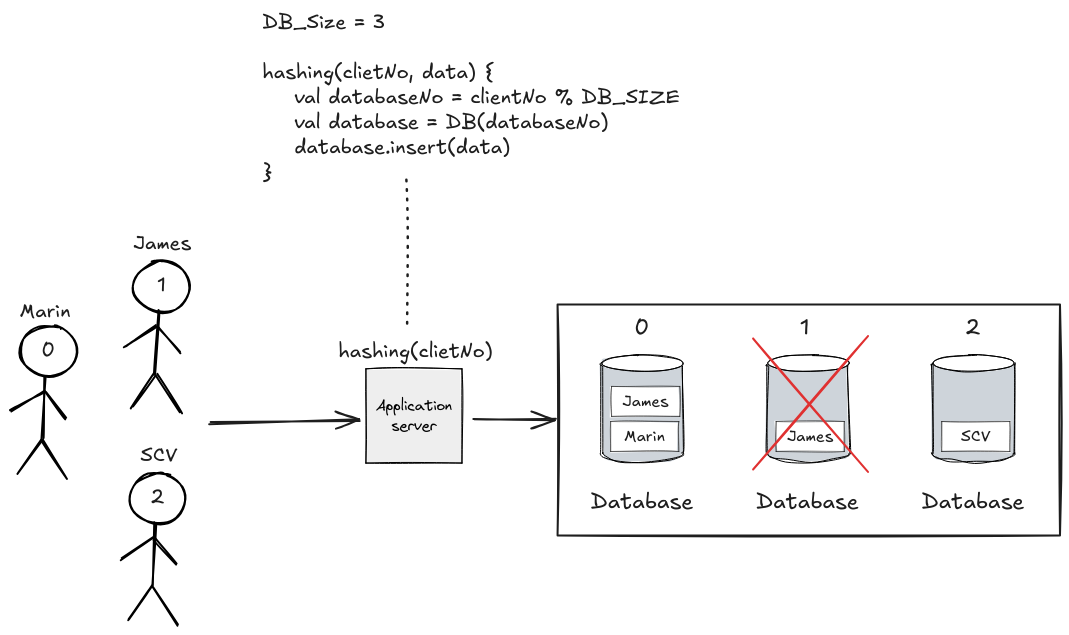 DB_Size = 3
hashing(clietNo, data) {
val databaseNo = clientNo % DB_SIZE
val database = DB(databaseNo)
database.insert(data)
}
James
1
Marin
0
SCV
2
hashing(clietNo)
Application
server
0
1
2
James
Marin
James
SCV
Database
Database
Database